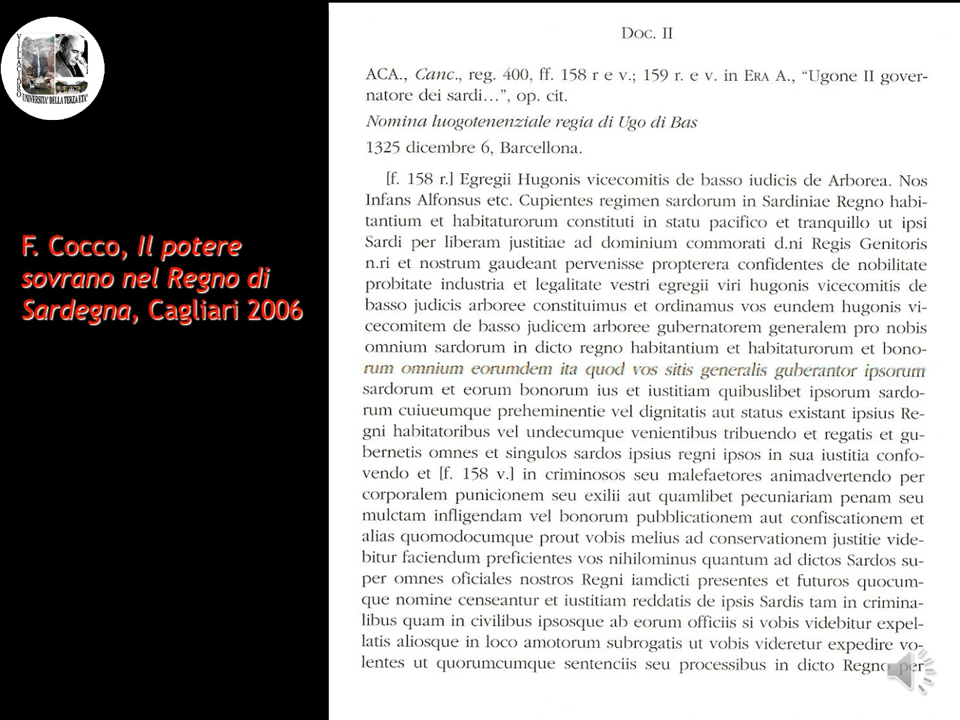 VILLACIDRO
UNIVERSITA' DELLA TERZA ETA'
F. Cocco, Il potere
sovrano nel Regno di
Sardegna, Cagliari 2006
Doc. II
ACA., Canc., reg. 400, ff. 158 r e v.; 159 r. e v. in ERA A., “Ugone II gover-
natore dei sardi...”, op. cit.
Nomina luogotenenziale regia di Ugo di Bas
1325 dicembre 6, Barcellona.
[f. 158 r.] Egregii Hugonis vicecomitis de basso iudicis de Arborea. Nos
Infans Alfonsus etc. Cupientes regimen sardorum in Sardiniae Regno habi-
tantium et habitaturorum constituti in statu pacifico et tranquillo ut ipsi
Sardi per liberam justitiae ad dominium commorati d.ni Regis Genitoris
n.ri et nostrum gaudeant pervenisse propterera confidentes de nobilitate
probitate industria et legalitate vestri egregii viri hugonis vicecomitis de
basso judicis arboree constituimus et ordinamus vos eundem hugonis vi-
cecomitem de basso judicem arboree gubernatorem generalem pro nobis
omnium sardorum in dicto regno habitantium et habitaturorum et bono-
rum omnium eorumdem ita quod vos sitis generalis guberantor ipsorum
sardorum et eorum bonorum ius et iustitiam quibuslibet ipsorum sardo-
rum cuiueumque preheminentie vel dignitatis aut status existant ipsius Re-
gni habitatoribus vel undecumque venientibus tribuendo et regatis et gu-
bernetis omnes et singulos sardos ipsius regni ipsos in sua iustitia confo-
vendo et [f. 158 v.] in criminosos seu malefaetores animadvertendo per
corporalem punicionem seu exilii aut quamlibet pecuniariam penam seu
mulctam infligendam vel bonorum pubblicationem aut confiscationem et
alias quomodocumque prout vobis melius ad conservationem justitie vide-
bitur faciendum preficientes vos nihilominus quantum ad dictos Sardos su-
per omnes oficiales nostros Regni iamdicti presentes et futuros quocum-
que nomine censeantur et iustitiam reddatis de ipsis Sardis tam in crimina-
libus quam in civilibus ipsosque ab eorum officiis si vobis videbitur expel-
latis aliosque in loco amotorum subrogatis ut vobis videretur expedire vo-
lentes ut quorumcumque sentenciis seu processibus in dicto Regno per